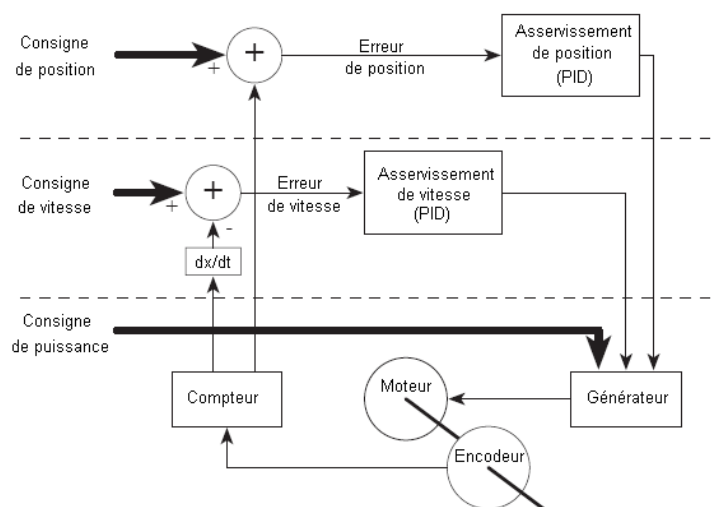 Consigne
de position
+
+
Erreur
de position
Asservissement
de position
(PID)
Consigne
de vitesse
+
+
-
Erreur
de vitesse
Asservissement
de vitesse
(PID)
dx/dt
Consigne
de puissance
Compteur
Moteur
Générateur
Encodeur